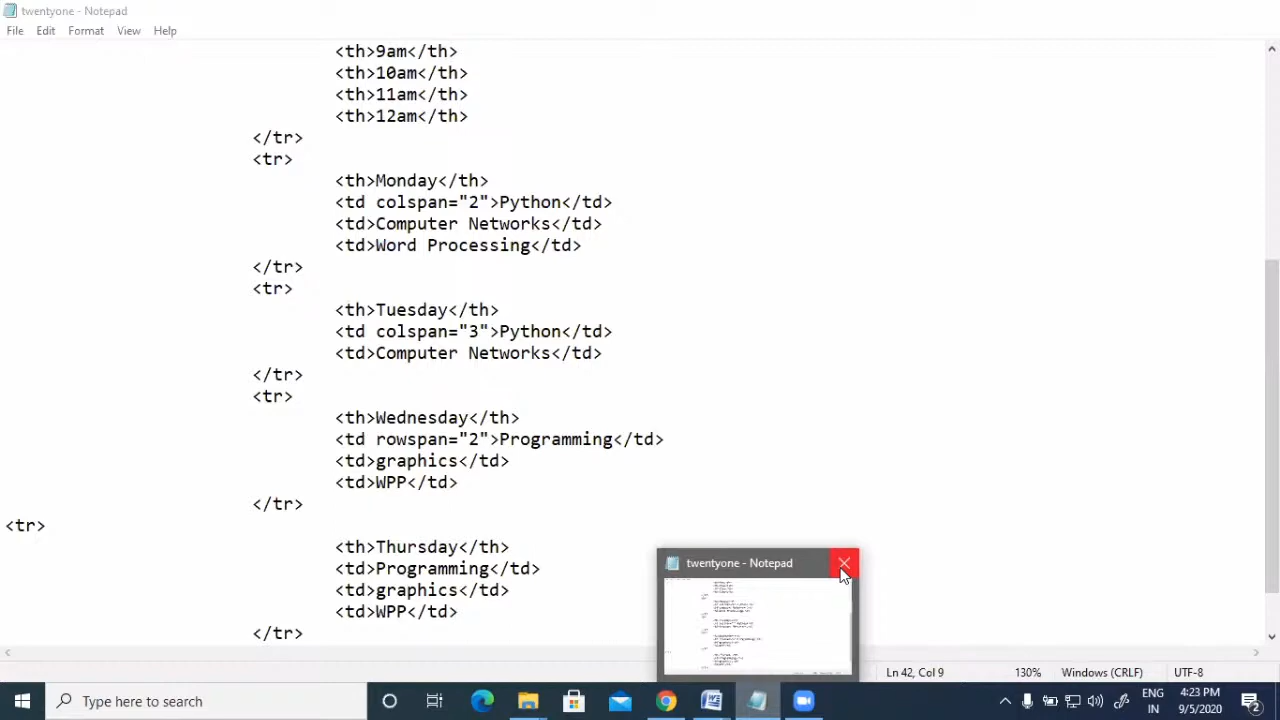 twentyone - Notepad
File Edit Format View Help
<th>9am</th>
<th>10am</th>
<th>11am</th>
<th>12am</th>
</tr>
<tr>
<th>Monday</th>
<td colspan="2">Python</td>
<td>Computer Networks</td>
<td>Word Processing</td>
</tr>
<tr>
<th>Tuesday</th>
<td colspan="3">Python</td>
<td>Computer Networks</td>
</tr>
<tr>
<th>Wednesday</th>
<td rowspan="2">Programming</td>
<td>graphics</td>
<td>WPP</td>
</tr>
<tr>
<th>Thursday</th>
<td>Programming</td>
<td>graphics</td>
<td>WPP</td>
</tr>
twentyone - Notepad
Ln 42, Col 9 130% Windows (CRLF) UTF-8
Type here to search
ENG
IN
4:23 PM
9/5/2020
2